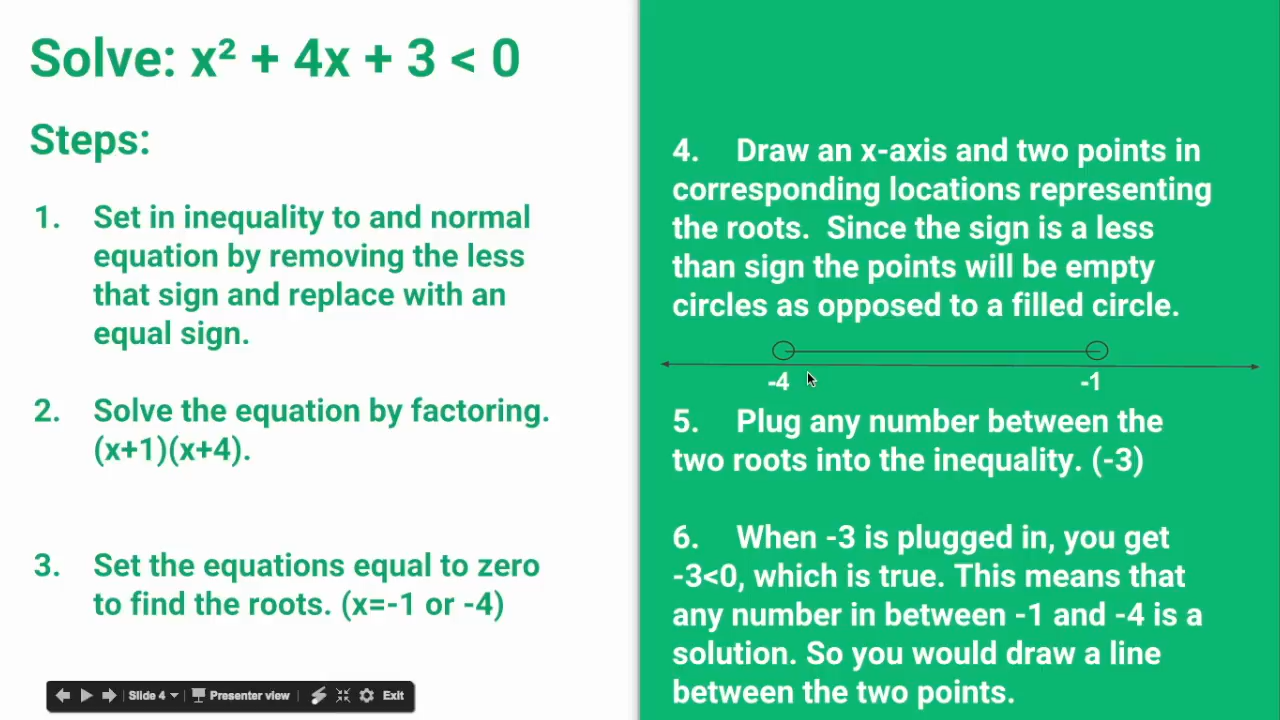 Solve: x² + 4x + 3 < 0
Steps:
1. Set in inequality to and normal
equation by removing the less
that sign and replace with an
equal sign.
2. Solve the equation by factoring.
(x+1)(x+4).
3. Set the equations equal to zero
to find the roots. (x=-1 or -4)
4. Draw an x-axis and two points in
corresponding locations representing
the roots. Since the sign is a less
than sign the points will be empty
circles as opposed to a filled circle.
-4 -1
5. Plug any number between the
two roots into the inequality. (-3)
6. When -3 is plugged in, you get
-3<0, which is true. This means that
any number in between -1 and -4 is a
solution. So you would draw a line
between the two points.
Slide 4 Presenter view Exit